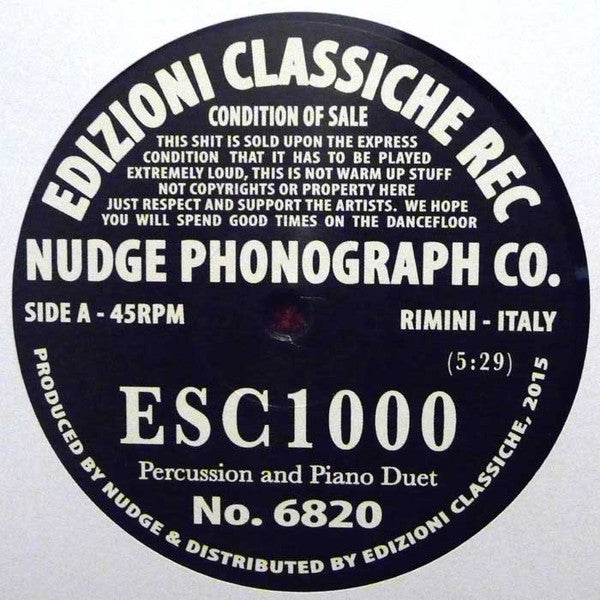 EDIZIONI CLASSICHE REC
CONDITION OF SALE
THIS SHIT IS SOLD UPON THE EXPRESS
CONDITION THAT IT HAS TO BE PLAYED
EXTREMELY LOUD, THIS IS NOT WARM UP STUFF
NOT COPYRIGHTS OR PROPERTY HERE
JUST RESPECT AND SUPPORT THE ARTISTS. WE HOPE
YOU WILL SPEND GOOD TIMES ON THE DANCEFLOOR
NUDGE PHONOGRAPH CO.
SIDE A - 45RPM
RIMINI - ITALY
(5:29)
ESC1000
Percussion and Piano Duet
No. 6820
PRODUCED BY NUDGE & DISTRIBUTED BY EDIZIONI CLASSICHE, 2015